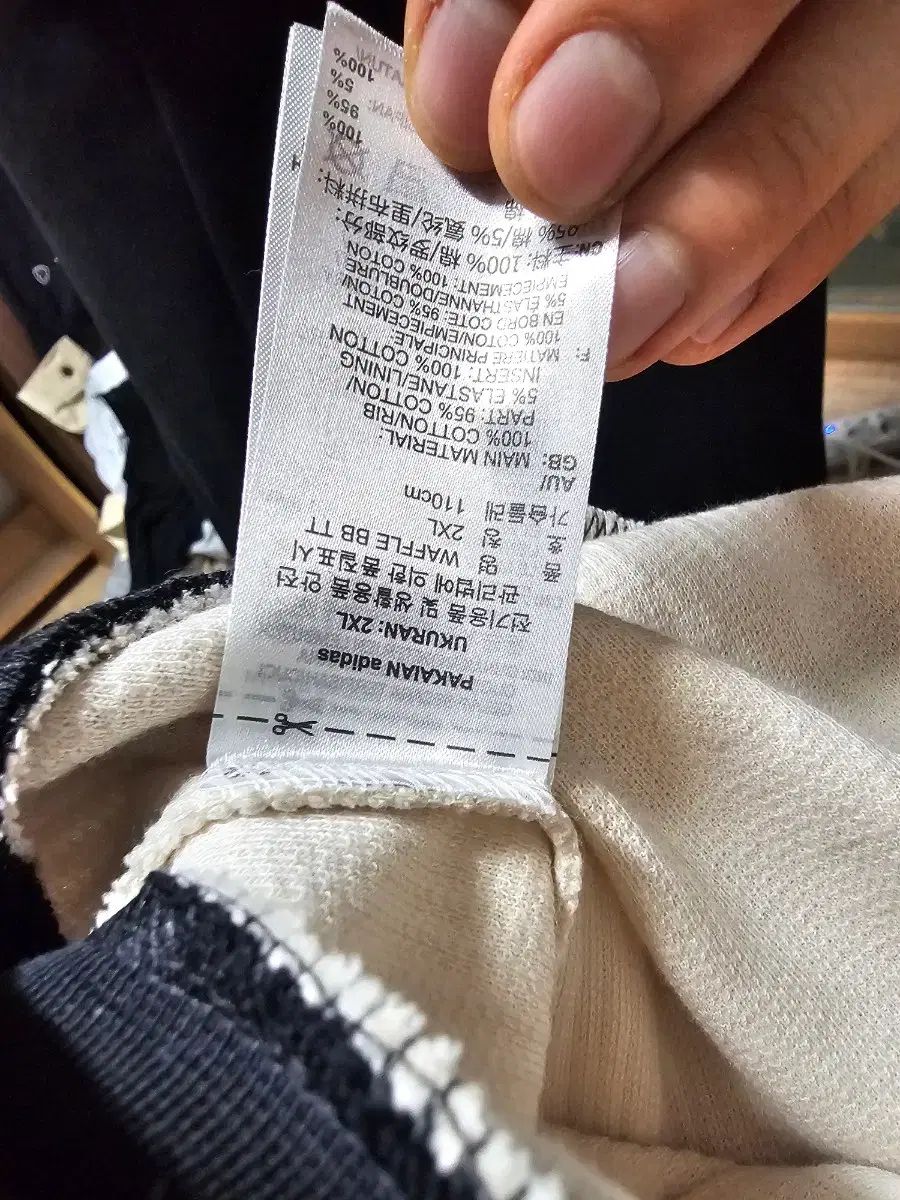 PAKAIAN adidas
UKURAN: 2XL
전기용품 및 생활용품 안전
관리법에 의한 품질표시
품 명 WAFFLE BB TT
호 칭 2XL
가슴둘레 110cm
AU/
GB: MAIN MATERIAL:
100% COTTON/RIB
PART: 95% COTTON/
5% ELASTANE/LINING
INSERT: 100% COTTON
F: MATIERE PRINCIPALE:
100% COTON/EMPIECEMENT
EN BORD COTE: 95% COTON/
5% ELASTHANNE/DOUBLURE
EMPIECEMENT: 100% COTON
CN: 主料: 100% 棉/罗纹部分:
95% 棉/5% 氨纶/里布拼料:
棉
100%
95%
5%
100%